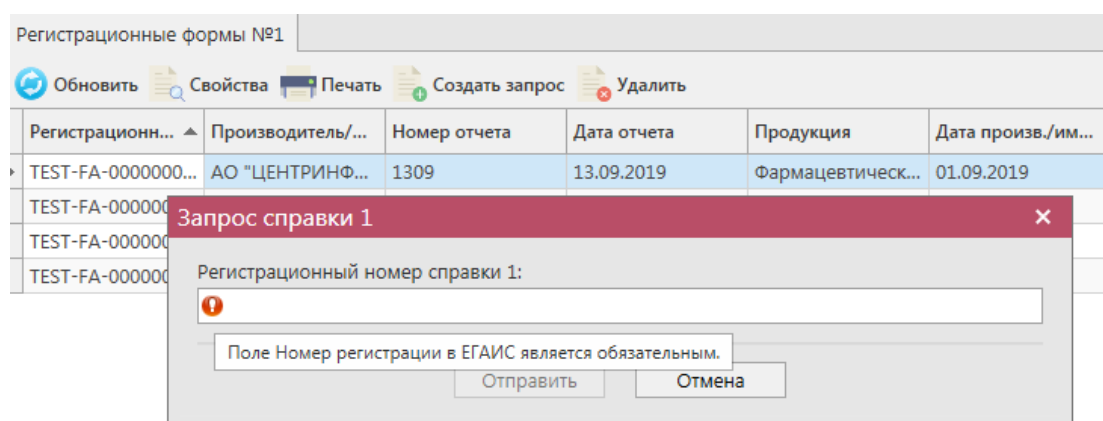 Регистрационные формы №1
Обновить Свойства Печать Создать запрос Удалить
Регистрационн... Производитель/... Номер отчета Дата отчета Продукция Дата произв./им...
TEST-FA-0000000... АО "ЦЕНТРИНФ... 1309 13.09.2019 Фармацевтическ... 01.09.2019
TEST-FA-000000
Запрос справки 1
TEST-FA-000000
TEST-FA-000000
Регистрационный номер справки 1:
Поле Номер регистрации в ЕГАИС является обязательным.
Отправить Отмена